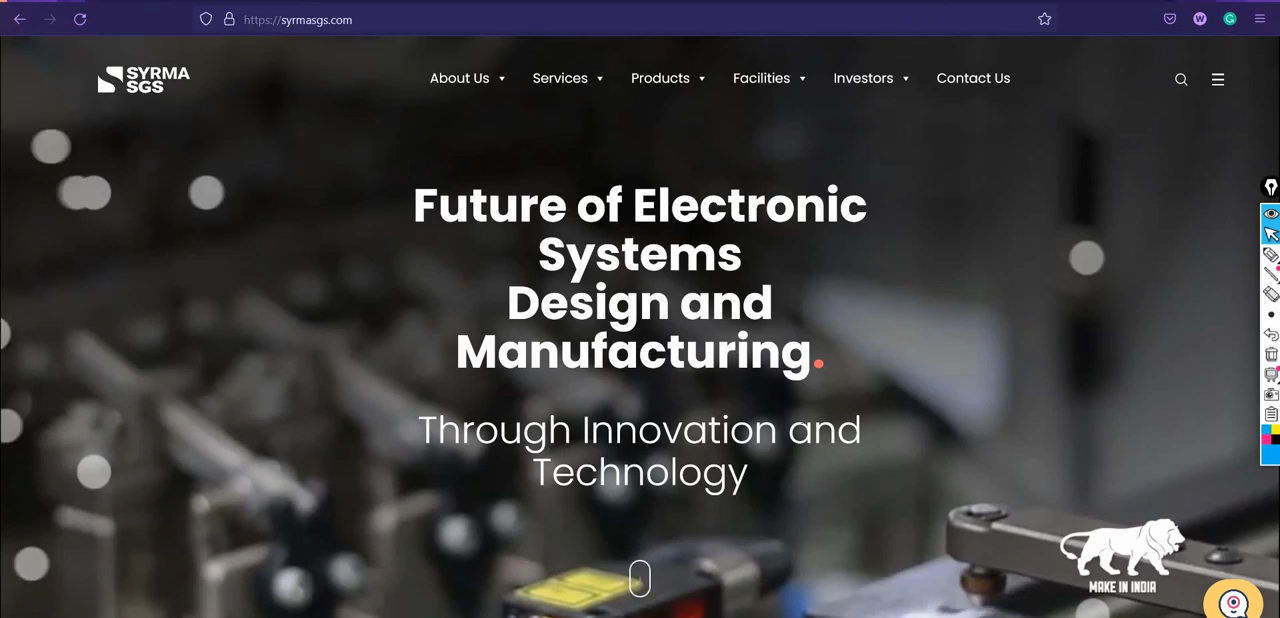 https://syrmasgs.com
SYRMA
SGS
About Us
Services
Products
Facilities
Investors
Contact Us
Future of Electronic
Systems
Design and
Manufacturing.
Through Innovation and
Technology
MAKE IN INDIA
W
G